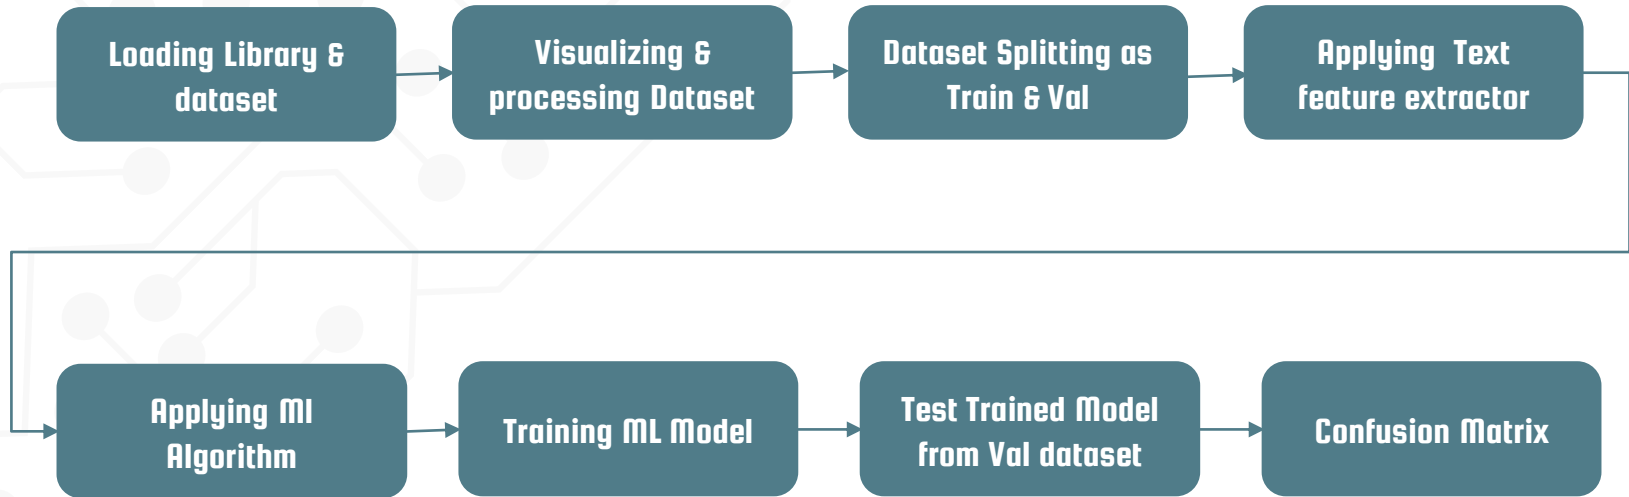 Loading Library &
dataset
Visualizing &
processing Dataset
Dataset Splitting as
Train & Val
Applying Text
feature extractor
Applying Ml
Algorithm
Training ML Model
Test Trained Model
from Val dataset
Confusion Matrix